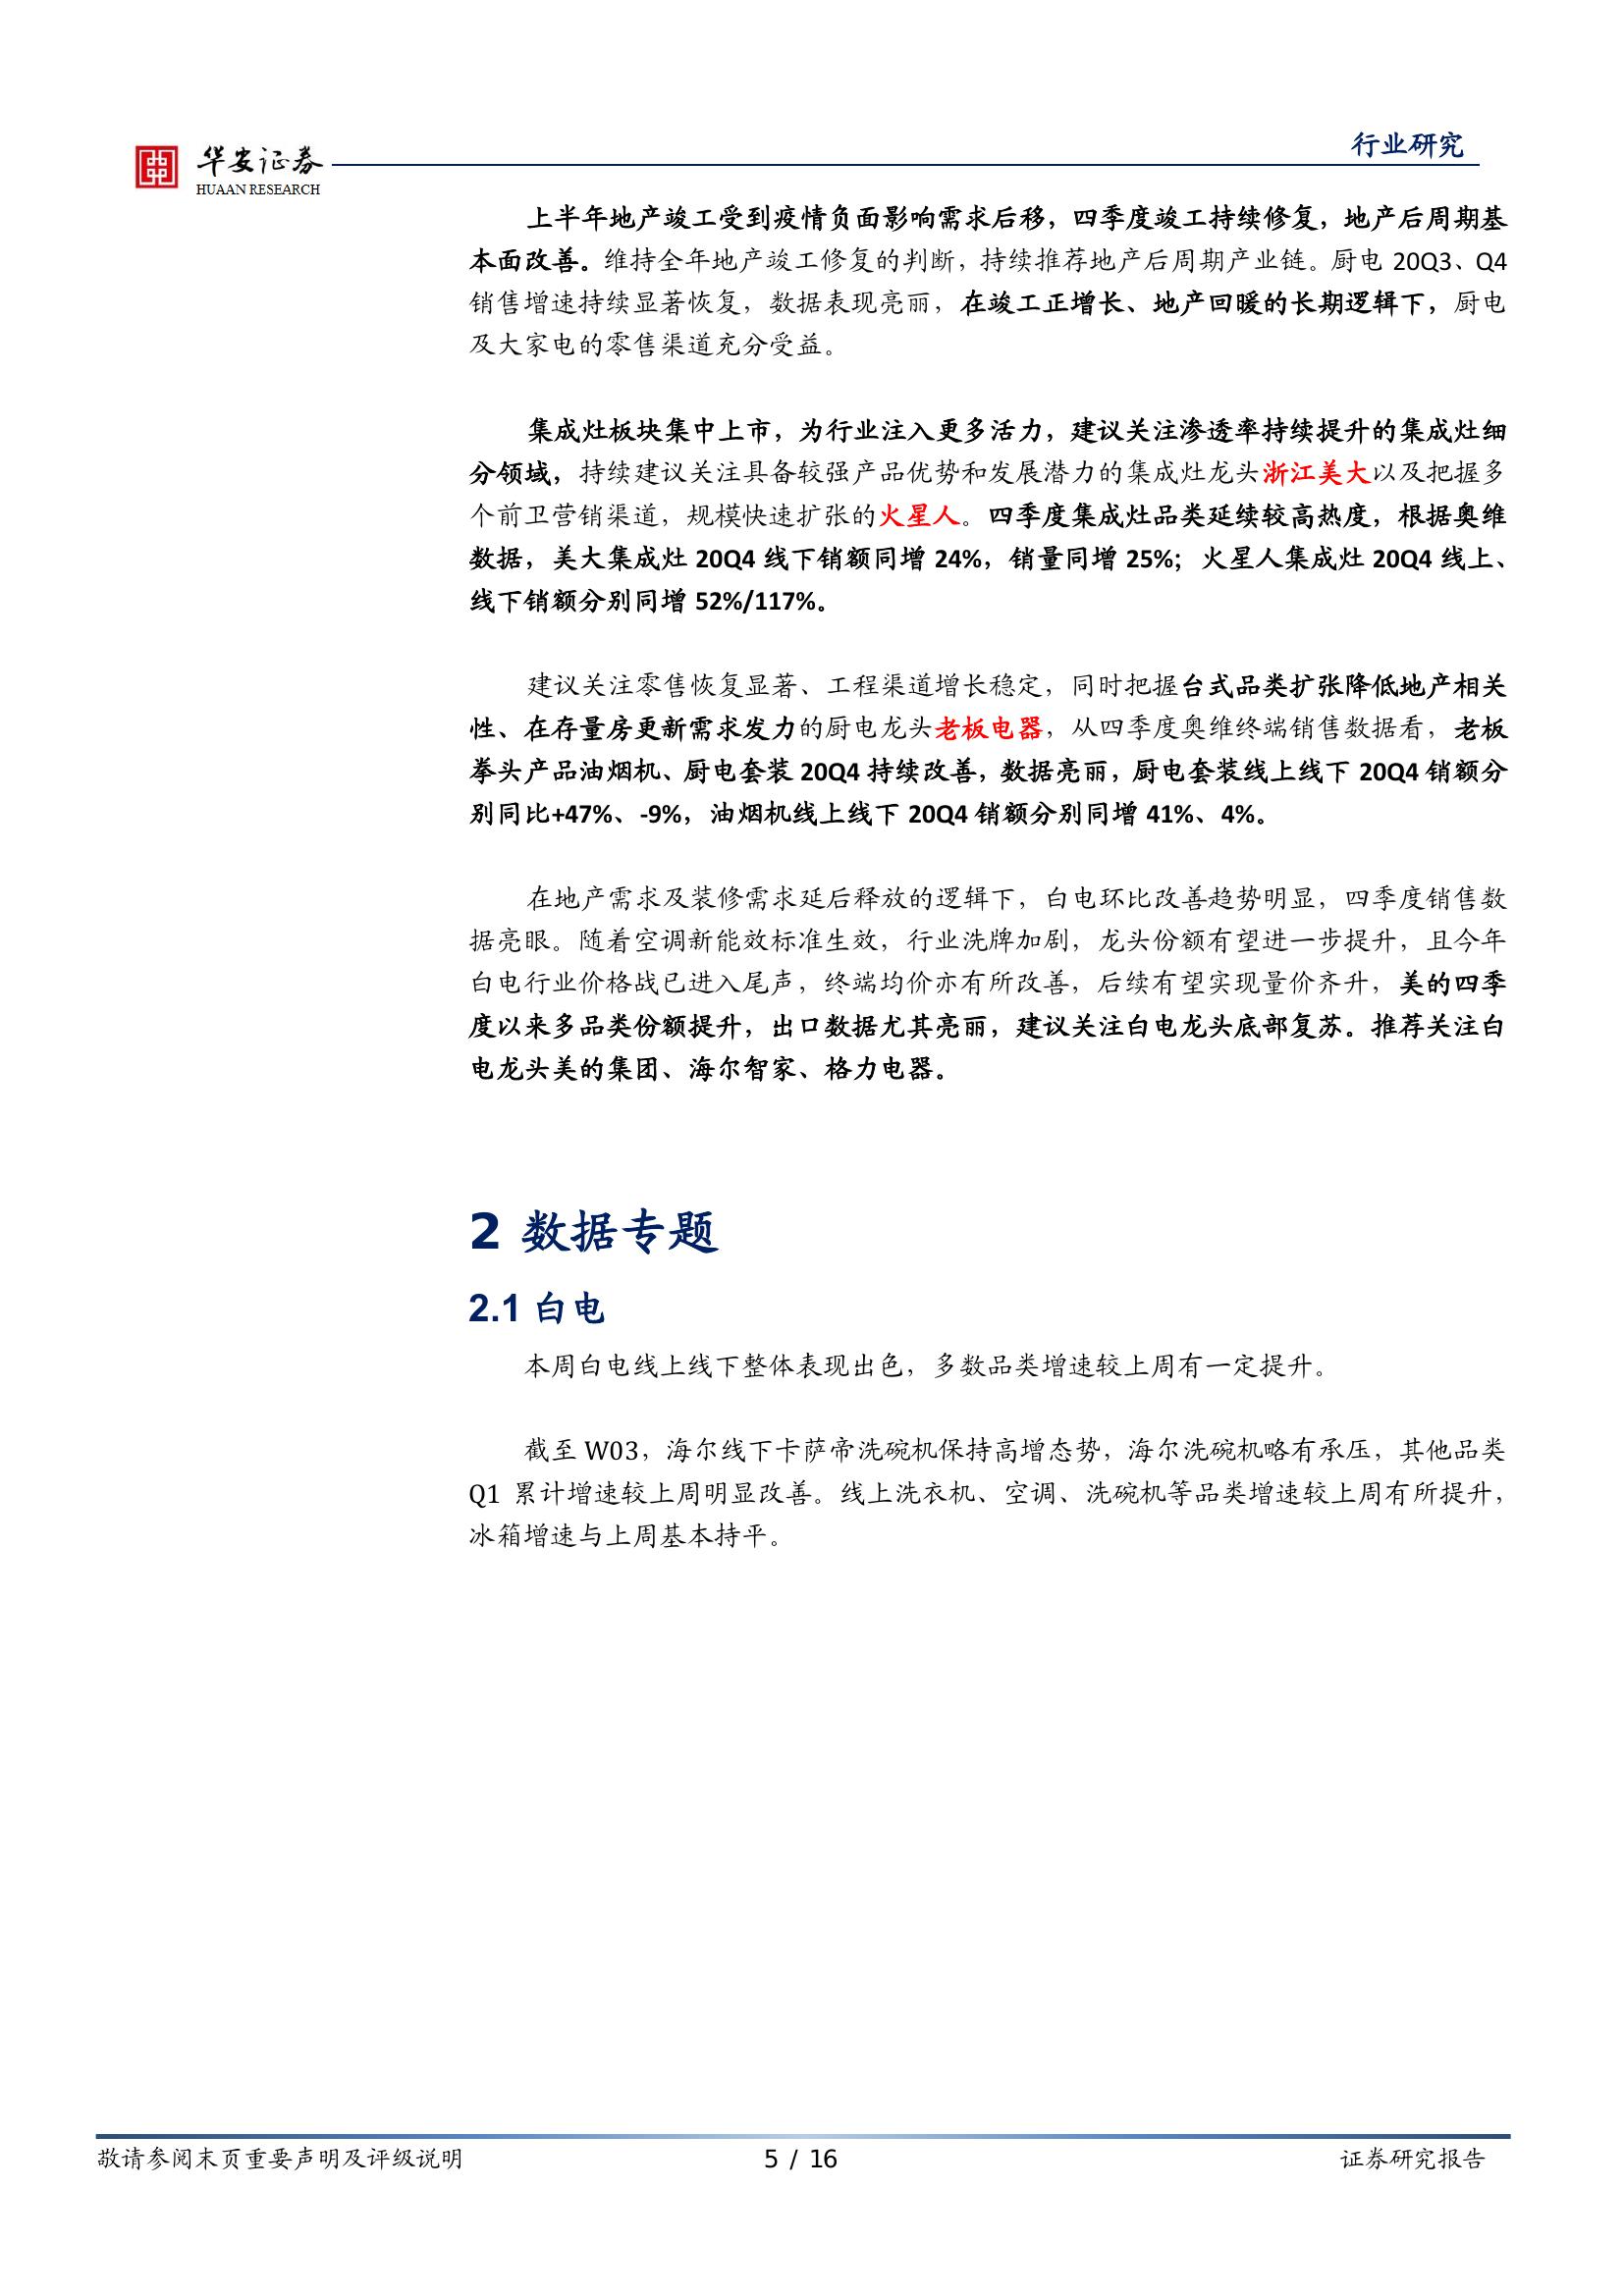 华安证券
HUAAN RESEARCH
行业研究
上半年地产竣工受到疫情负面影响需求后移，四季度竣工持续修复，地产后周期基
本面改善。维持全年地产竣工修复的判断，持续推荐地产后周期产业链。厨电 20Q3、Q4
销售增速持续显著恢复，数据表现亮丽，在竣工正增长、地产回暖的长期逻辑下，厨电
及大家电的零售渠道充分受益。
集成灶板块集中上市，为行业注入更多活力，建议关注渗透率持续提升的集成灶细
分领域，持续建议关注具备较强产品优势和发展潜力的集成灶龙头浙江美大以及把握多
个前卫营销渠道，规模快速扩张的火星人。四季度集成灶品类延续较高热度，根据奥维
数据，美大集成灶 20Q4 线下销额同增 24%，销量同增 25%；火星人集成灶 20Q4 线上、
线下销额分别同增 52%/117%。
建议关注零售恢复显著、工程渠道增长稳定，同时把握台式品类扩张降低地产相关
性、在存量房更新需求发力的厨电龙头老板电器，从四季度奥维终端销售数据看，老板
拳头产品油烟机、厨电套装 20Q4 持续改善，数据亮丽，厨电套装线上线下 20Q4 销额分
别同比+47%、-9%，油烟机线上线下 20Q4 销额分别同增 41%、4%。
在地产需求及装修需求延后释放的逻辑下，白电环比改善趋势明显，四季度销售数
据亮眼。随着空调新能效标准生效，行业洗牌加剧，龙头份额有望进一步提升，且今年
白电行业价格战已进入尾声，终端均价亦有所改善，后续有望实现量价齐升，美的四季
度以来多品类份额提升，出口数据尤其亮丽，建议关注白电龙头底部复苏。推荐关注白
电龙头美的集团、海尔智家、格力电器。
2 数据专题
2.1 白电
本周白电线上线下整体表现出色，多数品类增速较上周有一定提升。
截至 W03，海尔线下卡萨帝洗碗机保持高增态势，海尔洗碗机略有承压，其他品类
Q1 累计增速较上周明显改善。线上洗衣机、空调、洗碗机等品类增速较上周有所提升，
冰箱增速与上周基本持平。
敬请参阅末页重要声明及评级说明
5 / 16
证券研究报告